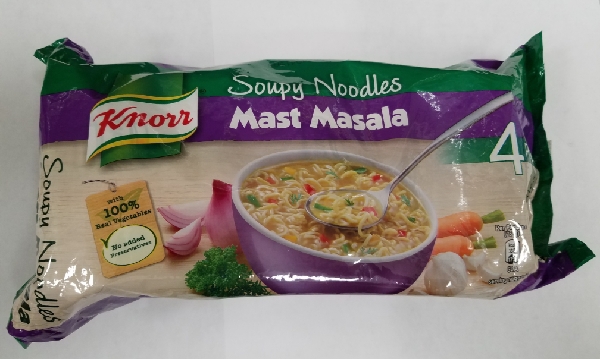 Soupy Noodles
Knorr
Mast Masala
4
with
100%
Real Vegetables
No added
Preservatives
Soupy Noodles